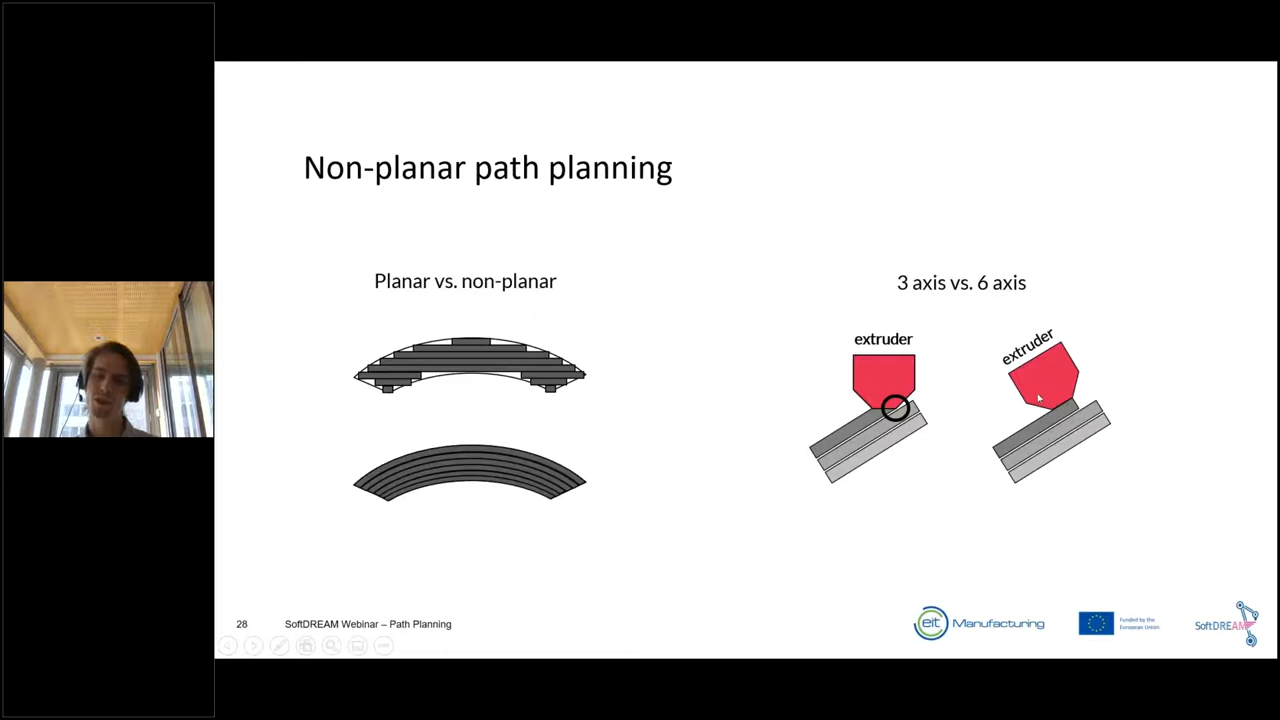 Non-planar path planning
Planar vs. non-planar
3 axis vs. 6 axis
extruder
extruder
28
SoftDREAM Webinar – Path Planning
eit Manufacturing
Funded by the
European Union
SoftDREAM